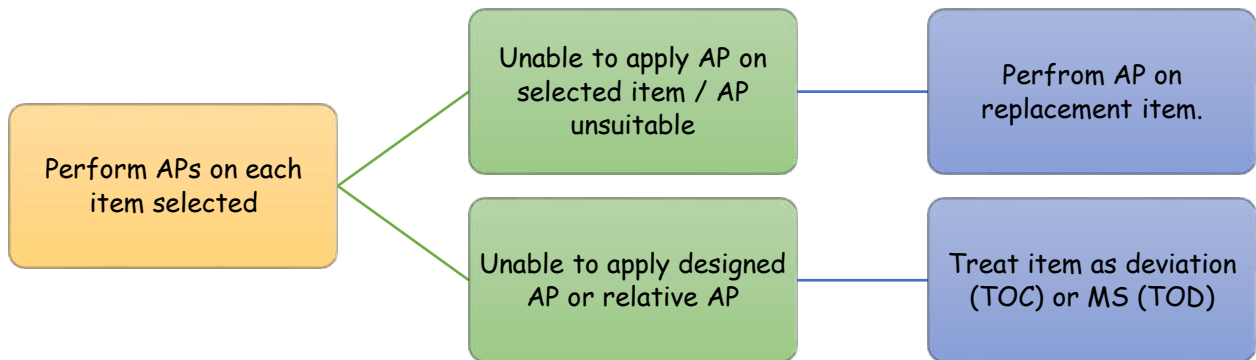 Perform APs on each
item selected
Unable to apply AP on
selected item / AP
unsuitable
Perfrom AP on
replacement item.
Unable to apply designed
AP or relative AP
Treat item as deviation
(TOC) or MS (TOD)